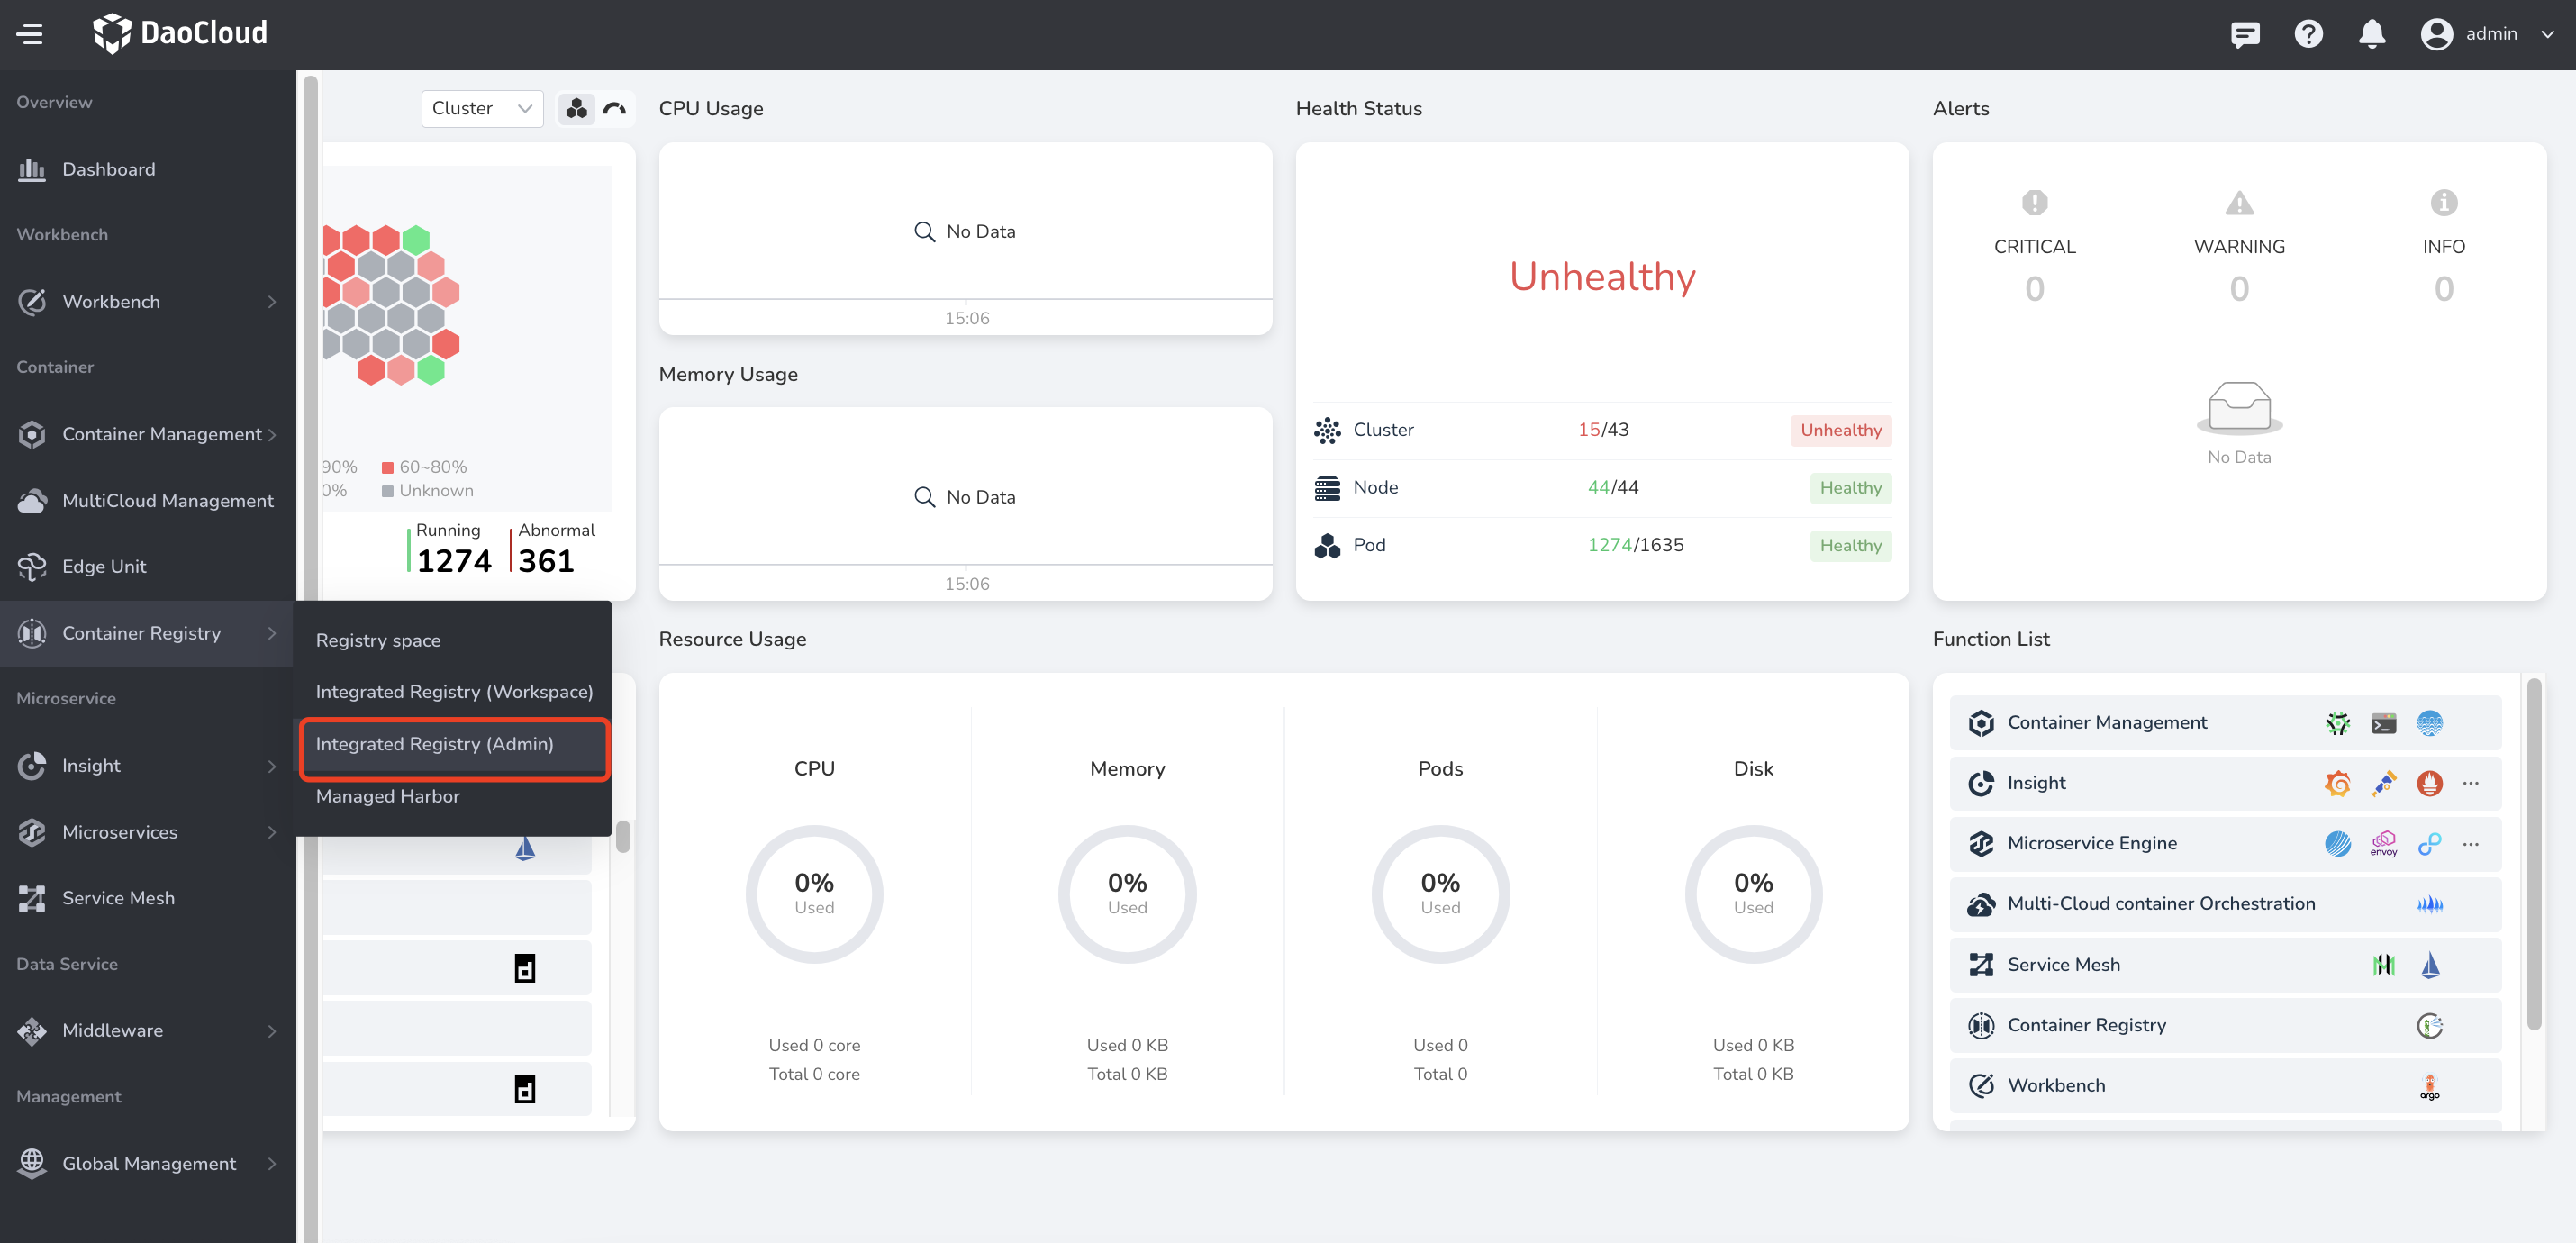 DaoCloud
admin
Overview
Dashboard
Workbench
Workbench
Container
Container Management
MultiCloud Management
Edge Unit
Container Registry
Microservice
Insight
Microservices
Service Mesh
Data Service
Middleware
Management
Global Management
Registry space
Integrated Registry (Workspace)
Integrated Registry (Admin)
Managed Harbor
Cluster
90%
60~80%
0%
Unknown
Running
1274
Abnormal
361
CPU Usage
No Data
15:06
Memory Usage
No Data
15:06
Health Status
Unhealthy
Cluster 15/43 Unhealthy
Node 44/44 Healthy
Pod 1274/1635 Healthy
Alerts
CRITICAL WARNING INFO
0 0 0
No Data
Resource Usage
CPU Memory Pods Disk
0% 0% 0% 0%
Used Used Used Used
Used 0 core Used 0 KB Used 0 Used 0 KB
Total 0 core Total 0 KB Total 0 Total 0 KB
Function List
Container Management
Insight
Microservice Engine
envoy
Multi-Cloud container Orchestration
Service Mesh
Container Registry
Workbench
argo